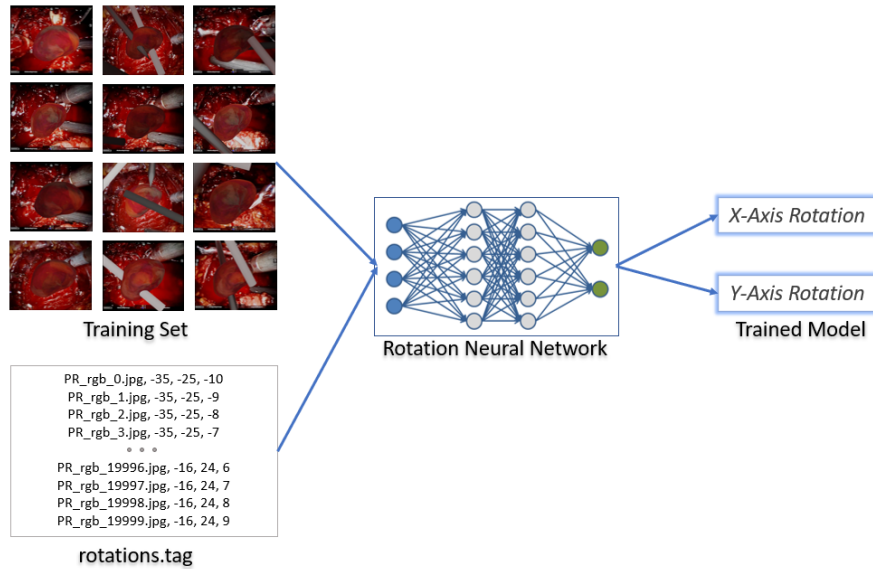 Training Set
PR_rgb_0.jpg, -35, -25, -10
PR_rgb_1.jpg, -35, -25, -9
PR_rgb_2.jpg, -35, -25, -8
PR_rgb_3.jpg, -35, -25, -7
• • •
PR_rgb_19996.jpg, -16, 24, 6
PR_rgb_19997.jpg, -16, 24, 7
PR_rgb_19998.jpg, -16, 24, 8
PR_rgb_19999.jpg, -16, 24, 9
rotations.tag
Rotation Neural Network
X-Axis Rotation
Y-Axis Rotation
Trained Model